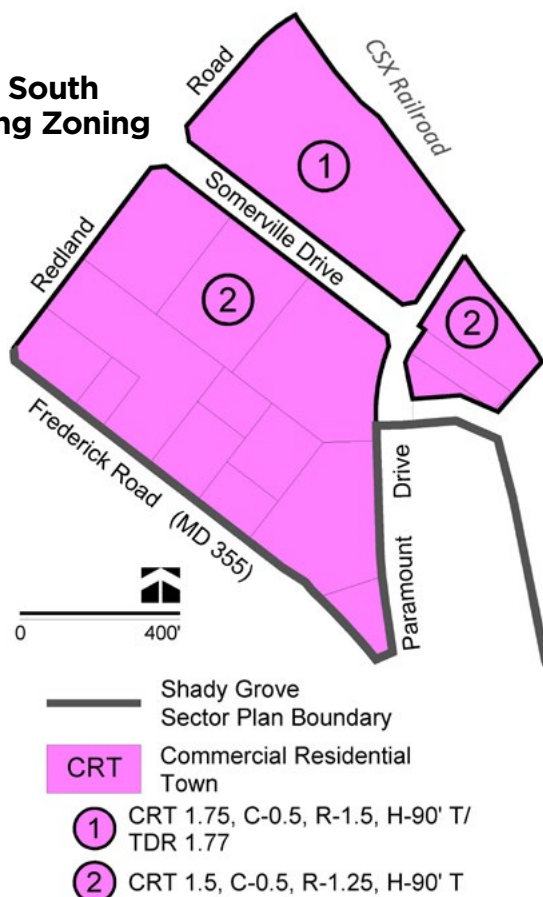 South
Zoning
Road
CSX Railroad
1
Somerville Drive
Redland
2
2
Frederick Road (MD 355)
Drive
Paramount
0 400'
Shady Grove
Sector Plan Boundary
CRT
Commercial Residential
Town
1 CRT 1.75, C-0.5, R-1.5, H-90' T/
TDR 1.77
2 CRT 1.5, C-0.5, R-1.25, H-90' T